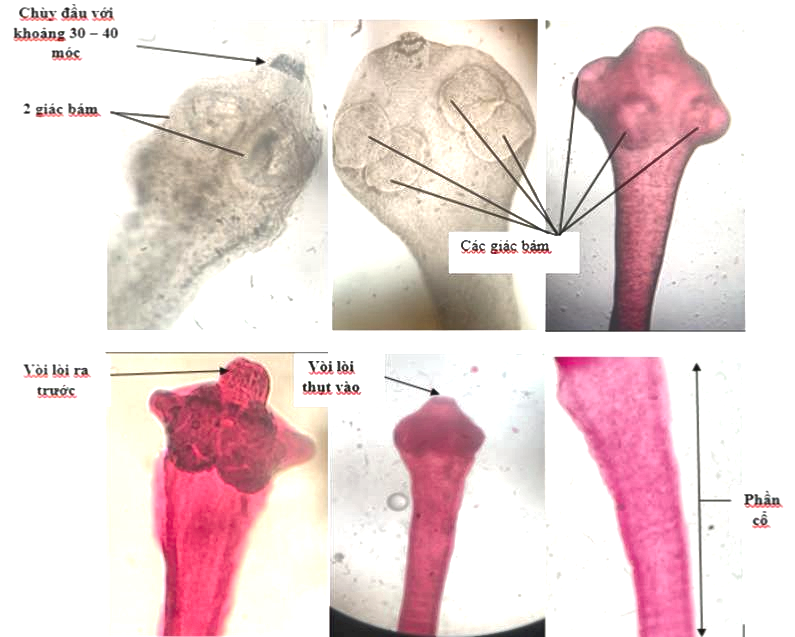 Chùy đầu với
khoảng 30 – 40
móc
2 giác bám
Các giác bám
Vòi lòi ra
trước
Vòi lòi
thụt vào
Phần
cổ